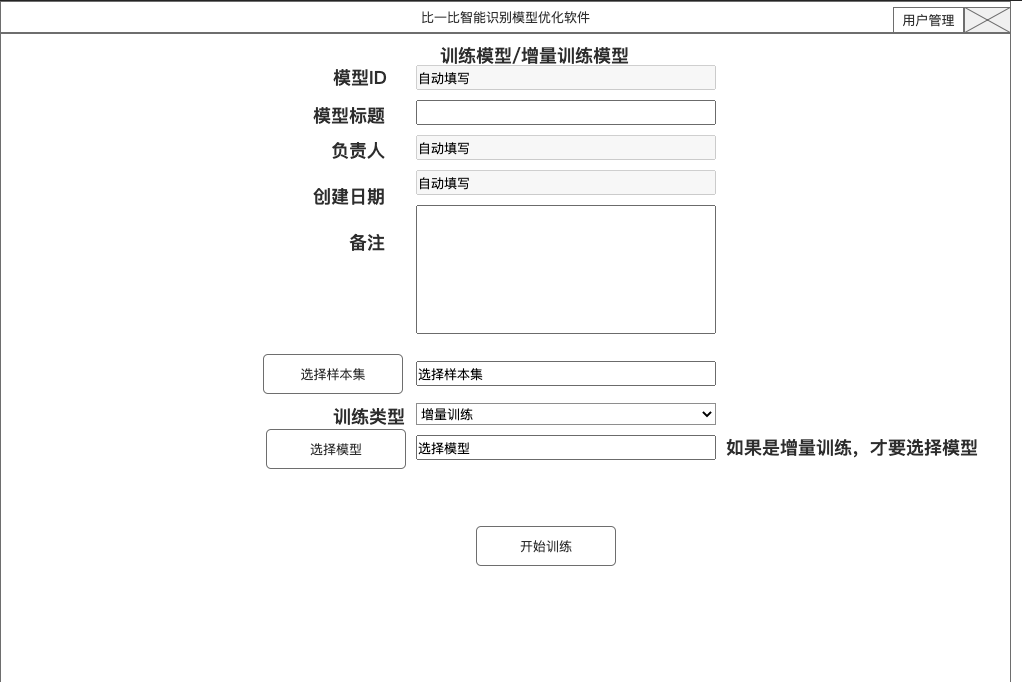 比一比智能识别模型优化软件
用户管理
训练模型/增量训练模型
模型ID
自动填写
模型标题
负责人
自动填写
创建日期
自动填写
备注
选择样本集
选择样本集
训练类型
增量训练
选择模型
选择模型
如果是增量训练，才要选择模型
开始训练